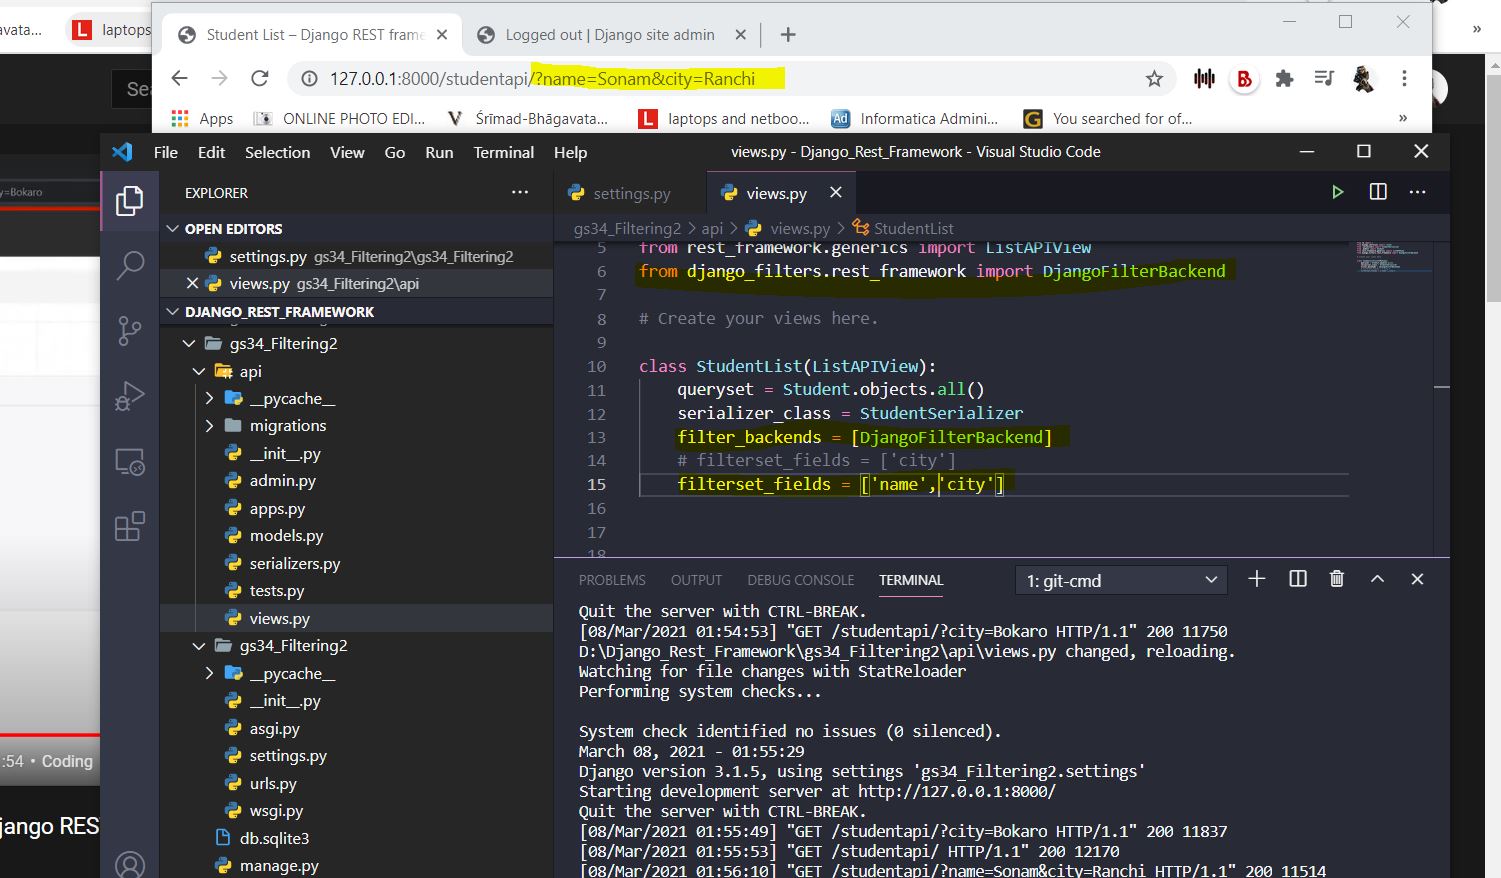 avata...
L laptops
Student List – Django REST frame
Logged out | Django site admin
127.0.0.1:8000/studentapi/?name=Sonam&city=Ranchi
Sea
Apps
ONLINE PHOTO EDI...
V Śrīmad-Bhāgavata...
L laptops and netboo...
Ad Informatica Admini...
G You searched for of...
»
»
B
File Edit Selection View Go Run Terminal Help
views.py - Django_Rest_Framework - Visual Studio Code
y=Bokaro
EXPLORER
...
settings.py
views.py
...
OPEN EDITORS
settings.py gs34_Filtering2\gs34_Filtering2
views.py gs34_Filtering2\api
DJANGO_REST_FRAMEWORK
gs34_Filtering2
api
__pycache__
migrations
__init__.py
admin.py
apps.py
models.py
serializers.py
tests.py
views.py
gs34_Filtering2
__pycache__
__init__.py
asgi.py
settings.py
urls.py
wsgi.py
db.sqlite3
manage.py
:54 • Coding
jango RES
gs34_Filtering2 > api > views.py > StudentList
5 from rest_framework.generics import ListAPIView
6 from django_filters.rest_framework import DjangoFilterBackend
7
8 # Create your views here.
9
10 class StudentList(ListAPIView):
11 queryset = Student.objects.all()
12 serializer_class = StudentSerializer
13 filter_backends = [DjangoFilterBackend]
14 # filterset_fields = ['city']
15 filterset_fields = ['name','city']
16
17
18
PROBLEMS OUTPUT DEBUG CONSOLE TERMINAL
1: git-cmd
Quit the server with CTRL-BREAK.
[08/Mar/2021 01:54:53] "GET /studentapi/?city=Bokaro HTTP/1.1" 200 11750
D:\Django_Rest_Framework\gs34_Filtering2\api\views.py changed, reloading.
Watching for file changes with StatReloader
Performing system checks...
System check identified no issues (0 silenced).
March 08, 2021 - 01:55:29
Django version 3.1.5, using settings 'gs34_Filtering2.settings'
Starting development server at http://127.0.0.1:8000/
Quit the server with CTRL-BREAK.
[08/Mar/2021 01:55:49] "GET /studentapi/?city=Bokaro HTTP/1.1" 200 11837
[08/Mar/2021 01:55:53] "GET /studentapi/ HTTP/1.1" 200 12170
[08/Mar/2021 01:56:10] "GET /studentapi/?name=Sonam&city=Ranchi HTTP/1.1" 200 11514